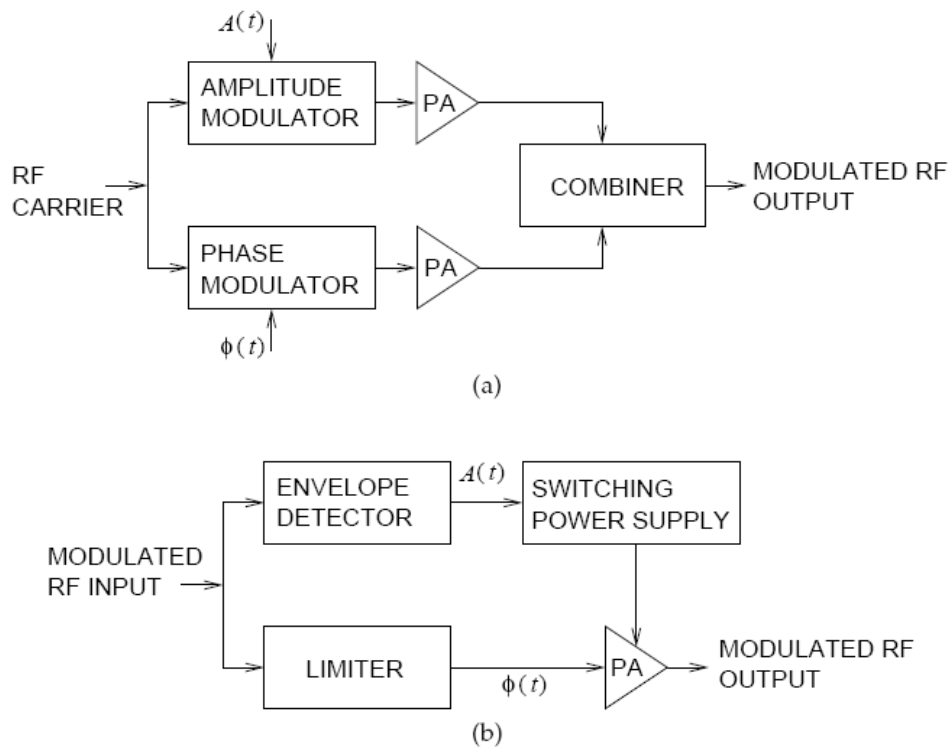 A(t)
AMPLITUDE
MODULATOR
PA
RF
CARRIER
COMBINER
MODULATED RF
OUTPUT
PHASE
MODULATOR
PA
ϕ(t)
(a)
ENVELOPE
DETECTOR
A(t)
SWITCHING
POWER SUPPLY
MODULATED
RF INPUT
LIMITER
ϕ(t)
PA
MODULATED RF
OUTPUT
(b)